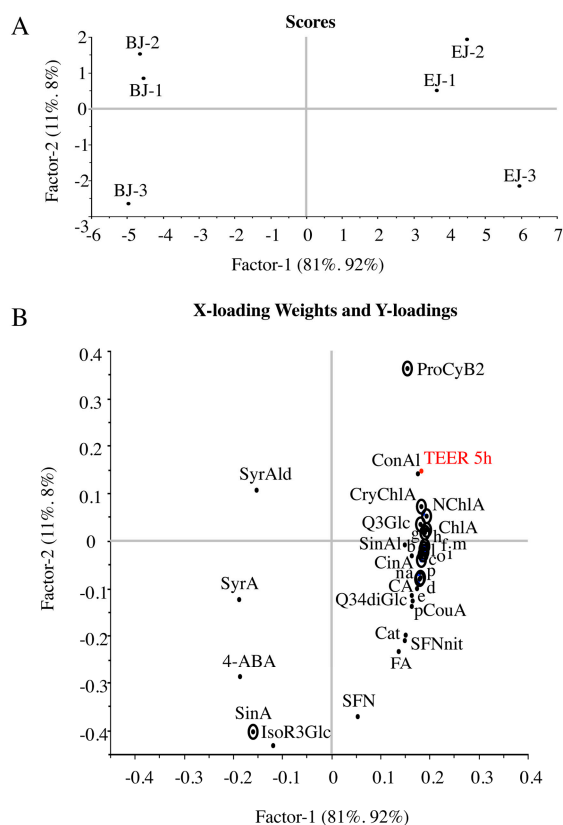 A
Scores
Factor-2 (11%. 8%)
2
1
0
-1
-2
-3
BJ-2
BJ-1
BJ-3
EJ-2
EJ-1
EJ-3
-6 -5 -4 -3 -2 -1 0 1 2 3 4 5 6 7
Factor-1 (81%. 92%)
B
X-loading Weights and Y-loadings
Factor-2 (11%. 8%)
0.4
0.3
0.2
0.1
0
-0.1
-0.2
-0.3
-0.4
ProCyB2
TEER 5h
ConAl
SyrAld
CryChlA
NChlA
Q3Glc
ChlA
g h
SinAl b f.m
l o i
CinA c
na p
SyrA
CA d
Q34diGlc e
pCouA
Cat
SFNnit
4-ABA
FA
SFN
SinA
IsoR3Glc
-0.4 -0.3 -0.2 -0.1 0 0.1 0.2 0.3 0.4
Factor-1 (81%. 92%)